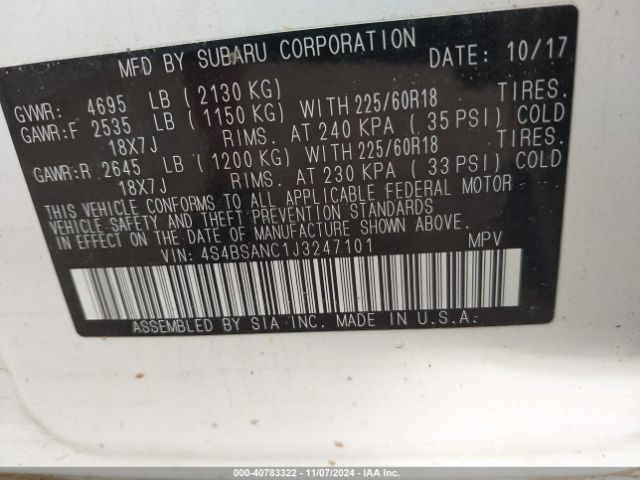 MFD BY SUBARU CORPORATION DATE: 10/17
GVWR: 4695 LB ( 2130 KG)
GAWR:F 2535 LB ( 1150 KG) WITH 225/60R18 TIRES.
18X7J RIMS. AT 240 KPA ( 35 PSI) COLD
GAWR:R 2645 LB ( 1200 KG) WITH 225/60R18 TIRES.
18X7J RIMS. AT 230 KPA ( 33 PSI) COLD
THIS VEHICLE CONFORMS TO ALL APPLICABLE FEDERAL MOTOR
VEHICLE SAFETY AND THEFT PREVENTION STANDARDS
IN EFFECT ON THE DATE OF MANUFACTURE SHOWN ABOVE.
VIN: 4S4BSANC1J3247101 MPV
ASSEMBLED BY SIA INC. MADE IN U.S.A.
000-40783322 - 11/07/2024 - IAA Inc.